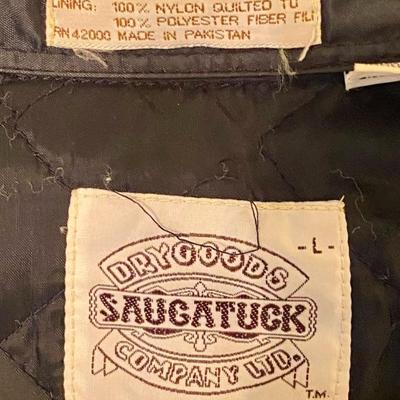 LINING: 100% NYLON QUILTED TO
100% POLYESTER FIBER FILL
RN 42000 MADE IN PAKISTAN
DRYGOODS
- L -
SAUGATUCK
COMPANY LTD.
T.M.